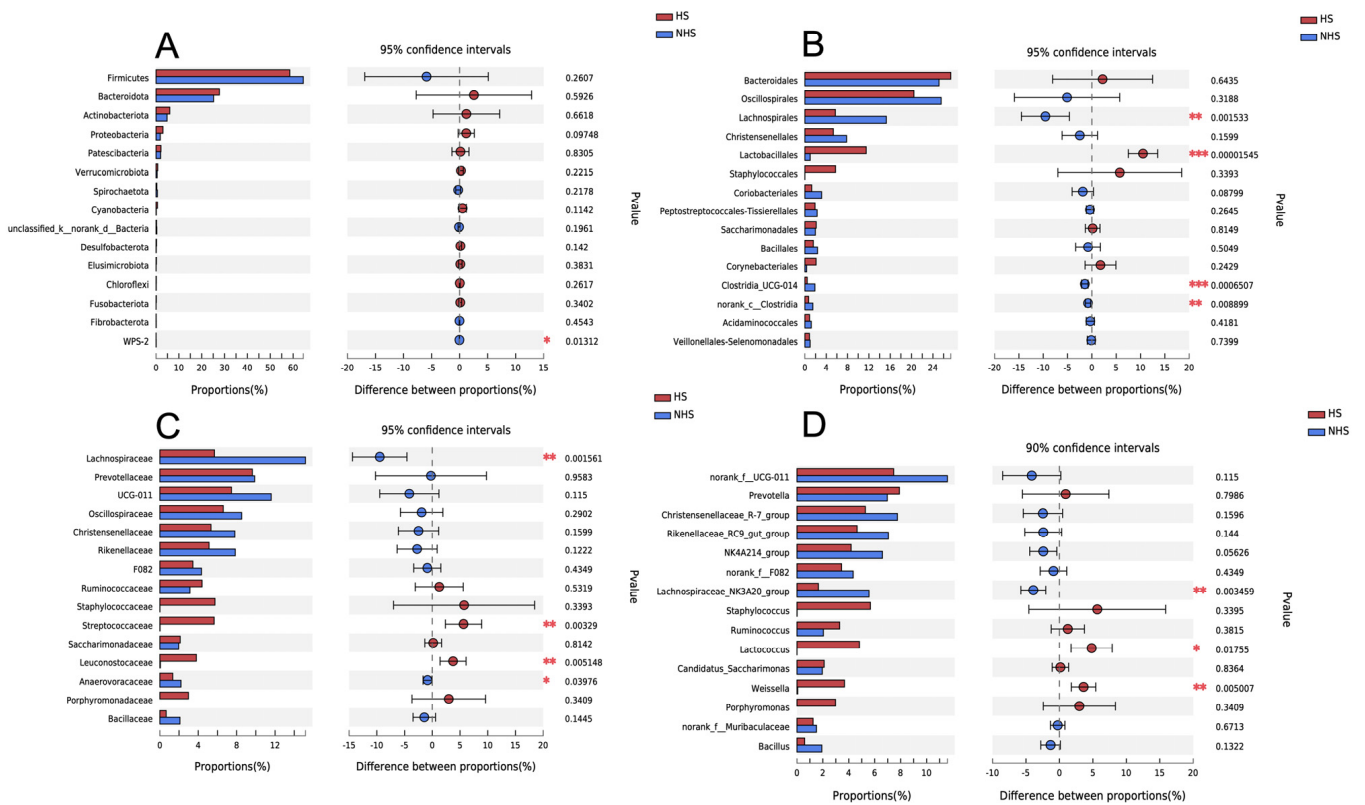 A
HS
NHS
95% confidence intervals
Firmicutes 0.2607
Bacteroidota 0.5926
Actinobacteriota 0.6618
Proteobacteria 0.09748
Patescibacteria 0.8305
Verrucomicrobiota 0.2215
Spirochaetota 0.2178
Cyanobacteria 0.1142
unclassified_k__norank_d__Bacteria 0.1961
Desulfobacterota 0.142
Elusimicrobiota 0.3831
Chloroflexi 0.2617
Fusobacteriota 0.3402
Fibrobacterota 0.4543
WPS-2 * 0.01312
Pvalue
0 10 20 30 40 50 60 -20 -15 -10 -5 0 5 10 15
Proportions(%) Difference between proportions(%)
B
HS
NHS
95% confidence intervals
Bacteroidales 0.6435
Oscillospirales 0.3188
Lachnospirales ** 0.001533
Christensenellales 0.1599
Lactobacillales *** 0.00001545
Staphylococcales 0.3393
Coriobacteriales 0.08799
Peptostreptococcales-Tissierellales 0.2645
Saccharimonadales 0.8149
Bacillales 0.5049
Corynebacteriales 0.2429
Clostridia_UCG-014 *** 0.0006507
norank_c__Clostridia ** 0.008899
Acidaminococcales 0.4181
Veillonellales-Selenomonadales 0.7399
Pvalue
0 4 8 12 16 20 24 -20 -15 -10 -5 0 5 10 15 20
Proportions(%) Difference between proportions(%)
C
HS
NHS
95% confidence intervals
Lachnospiraceae ** 0.001561
Prevotellaceae 0.9583
UCG-011 0.115
Oscillospiraceae 0.2902
Christensenellaceae 0.1599
Rikenellaceae 0.1222
F082 0.4349
Ruminococcaceae 0.5319
Staphylococcaceae 0.3393
Streptococcaceae ** 0.00329
Saccharimonadaceae 0.8142
Leuconostocaceae ** 0.005148
Anaerovoracaceae * 0.03976
Porphyromonadaceae 0.3409
Bacillaceae 0.1445
Pvalue
0 4 8 12 -15 -10 -5 0 5 10 15 20
Proportions(%) Difference between proportions(%)
D
HS
NHS
90% confidence intervals
norank_f__UCG-011 0.115
Prevotella 0.7986
Christensenellaceae_R-7_group 0.1596
Rikenellaceae_RC9_gut_group 0.144
NK4A214_group 0.05626
norank_f__F082 0.4349
Lachnospiraceae_NK3A20_group ** 0.003459
Staphylococcus 0.3395
Ruminococcus 0.3815
Lactococcus * 0.01755
Candidatus_Saccharimonas 0.8364
Weissella ** 0.005007
Porphyromonas 0.3409
norank_f__Muribaculaceae 0.6713
Bacillus 0.1322
Pvalue
0 2 4 6 8 10 -10 -5 0 5 10 15 20
Proportions(%) Difference between proportions(%)